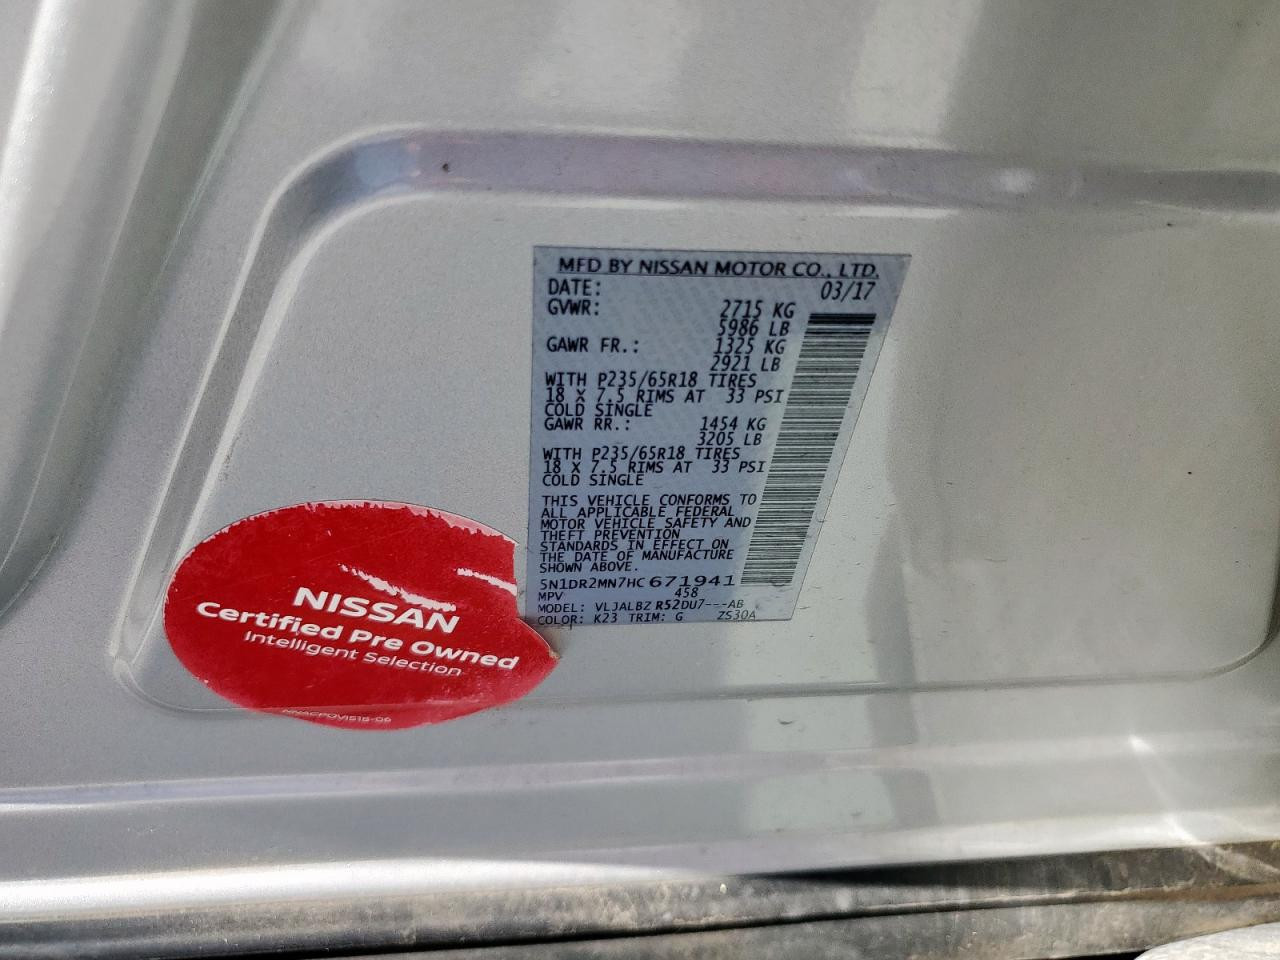 MFD BY NISSAN MOTOR CO., LTD.
DATE: 03/17
GVWR: 2715 KG
5986 LB
GAWR FR.: 1325 KG
2921 LB
WITH P235/65R18 TIRES
18 X 7.5 RIMS AT 33 PSI
COLD SINGLE
GAWR RR.: 1454 KG
3205 LB
WITH P235/65R18 TIRES
18 X 7.5 RIMS AT 33 PSI
COLD SINGLE
THIS VEHICLE CONFORMS TO
ALL APPLICABLE FEDERAL
MOTOR VEHICLE SAFETY AND
THEFT PREVENTION
STANDARDS IN EFFECT ON
THE DATE OF MANUFACTURE
SHOWN ABOVE.
5N1DR2MN7HC671941
MPV 458
MODEL: VLJALBZ R52DU7---AB
COLOR: K23 TRIM: G ZS30A
NISSAN
Certified Pre Owned
Intelligent Selection